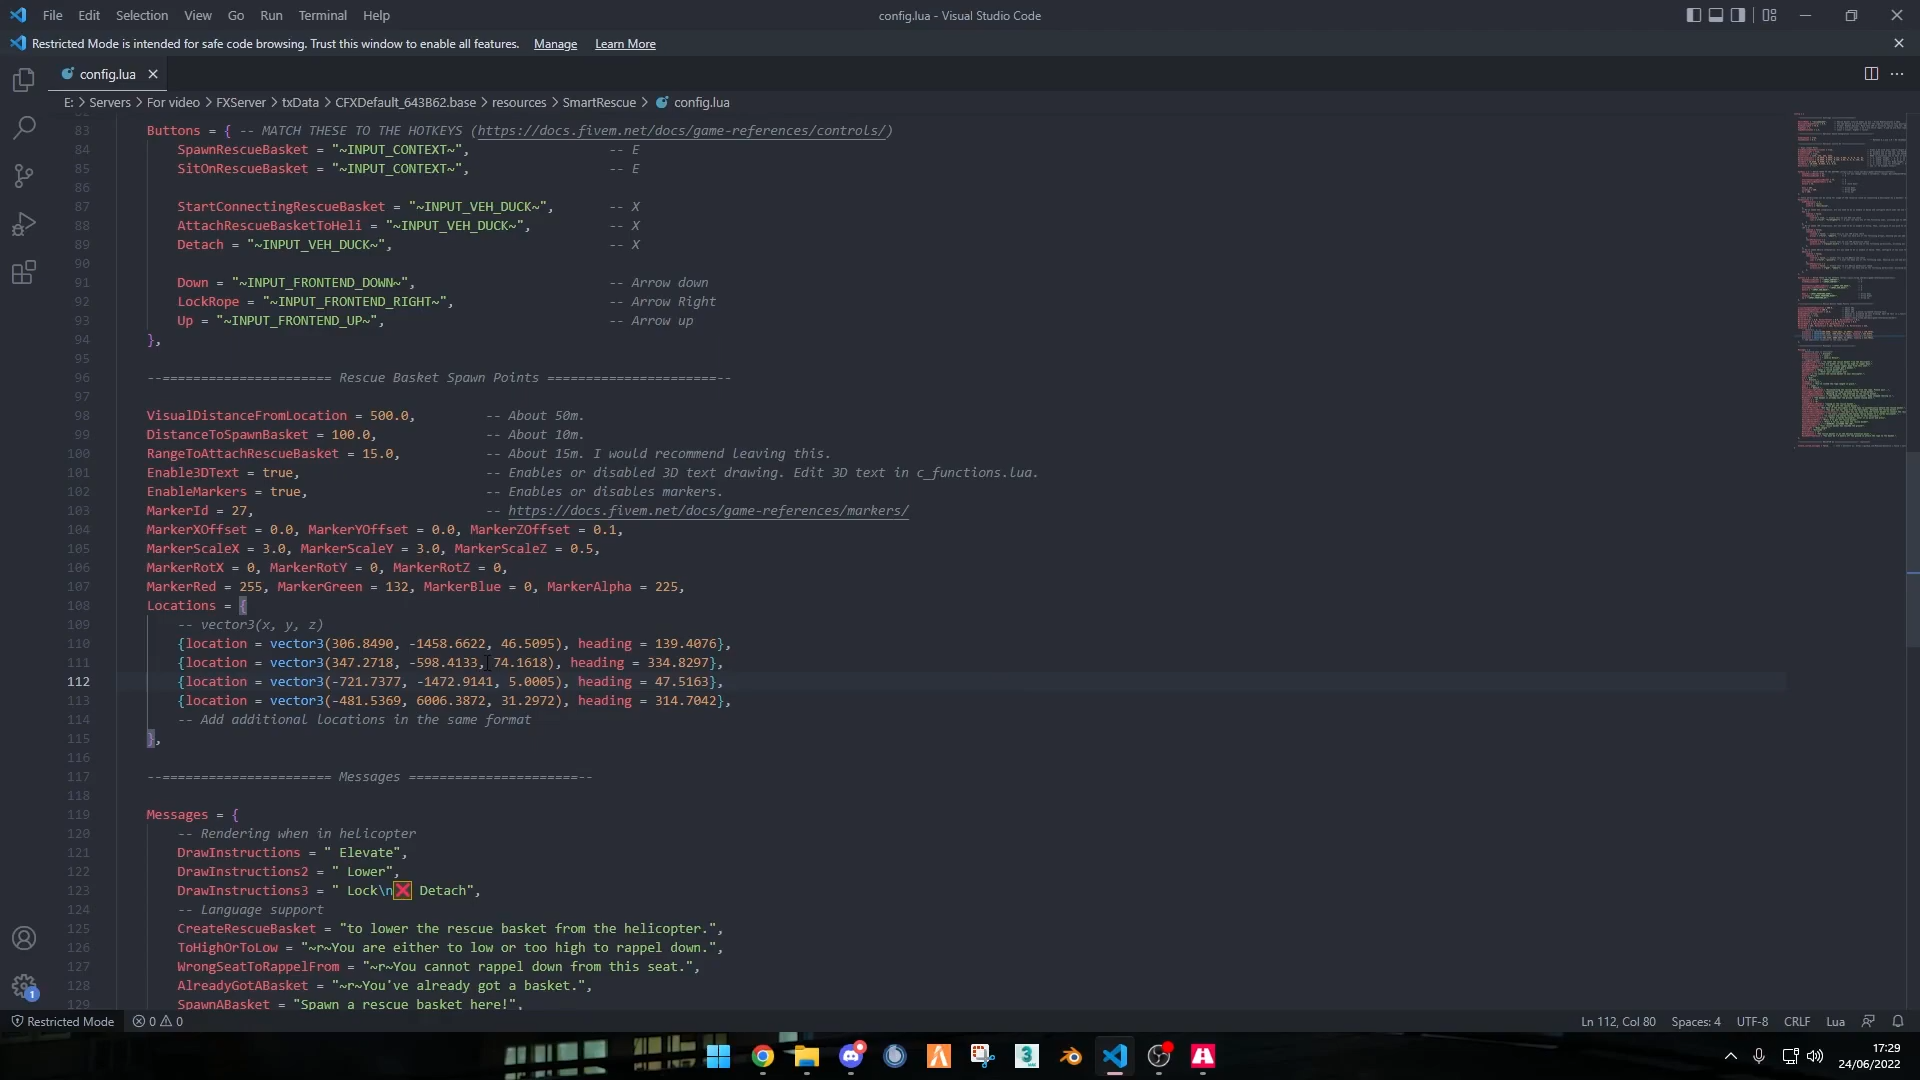 File Edit Selection View Go Run Terminal Help
config.lua - Visual Studio Code
Restricted Mode is intended for safe code browsing. Trust this window to enable all features. Manage Learn More
config.lua
E: > Servers > For video > FXServer > txData > CFXDefault_643B62.base > resources > SmartRescue > config.lua
83 Buttons = { -- MATCH THESE TO THE HOTKEYS (https://docs.fivem.net/docs/game-references/controls/)
84 SpawnRescueBasket = "~INPUT_CONTEXT~", -- E
85 SitOnRescueBasket = "~INPUT_CONTEXT~", -- E
86
87 StartConnectingRescueBasket = "~INPUT_VEH_DUCK~", -- X
88 AttachRescueBasketToHeli = "~INPUT_VEH_DUCK~", -- X
89 Detach = "~INPUT_VEH_DUCK~", -- X
90
91 Down = "~INPUT_FRONTEND_DOWN~", -- Arrow down
92 LockRope = "~INPUT_FRONTEND_RIGHT~", -- Arrow Right
93 Up = "~INPUT_FRONTEND_UP~", -- Arrow up
94 },
95
96 --====================== Rescue Basket Spawn Points ======================--
97
98 VisualDistanceFromLocation = 500.0, -- About 50m.
99 DistanceToSpawnBasket = 100.0, -- About 10m.
100 RangeToAttachRescueBasket = 15.0, -- About 15m. I would recommend leaving this.
101 Enable3DText = true, -- Enables or disabled 3D text drawing. Edit 3D text in c_functions.lua.
102 EnableMarkers = true, -- Enables or disables markers.
103 MarkerId = 27, -- https://docs.fivem.net/docs/game-references/markers/
104 MarkerXOffset = 0.0, MarkerYOffset = 0.0, MarkerZOffset = 0.1,
105 MarkerScaleX = 3.0, MarkerScaleY = 3.0, MarkerScaleZ = 0.5,
106 MarkerRotX = 0, MarkerRotY = 0, MarkerRotZ = 0,
107 MarkerRed = 255, MarkerGreen = 132, MarkerBlue = 0, MarkerAlpha = 225,
108 Locations = {
109 -- vector3(x, y, z)
110 {location = vector3(306.8490, -1458.6622, 46.5095), heading = 139.4076},
111 {location = vector3(347.2718, -598.4133, 74.1618), heading = 334.8297},
112 {location = vector3(-721.7377, -1472.9141, 5.0005), heading = 47.5163},
113 {location = vector3(-481.5369, 6006.3872, 31.2972), heading = 314.7042},
114 -- Add additional locations in the same format
115 },
116
117 --====================== Messages ======================--
118
119 Messages = {
120 -- Rendering when in helicopter
121 DrawInstructions = " Elevate",
122 DrawInstructions2 = " Lower",
123 DrawInstructions3 = " Lock\n❌ Detach",
124 -- Language support
125 CreateRescueBasket = "to lower the rescue basket from the helicopter.",
126 ToHighOrToLow = "~r~You are either to low or too high to rappel down.",
127 WrongSeatToRappelFrom = "~r~You cannot rappel down from this seat.",
128 AlreadyGotABasket = "~r~You've already got a basket.",
129 SpawnABasket = "Spawn a rescue basket here!",
Restricted Mode 0 0 Ln 112, Col 80 Spaces: 4 UTF-8 CRLF Lua
1
17:29
24/06/2022